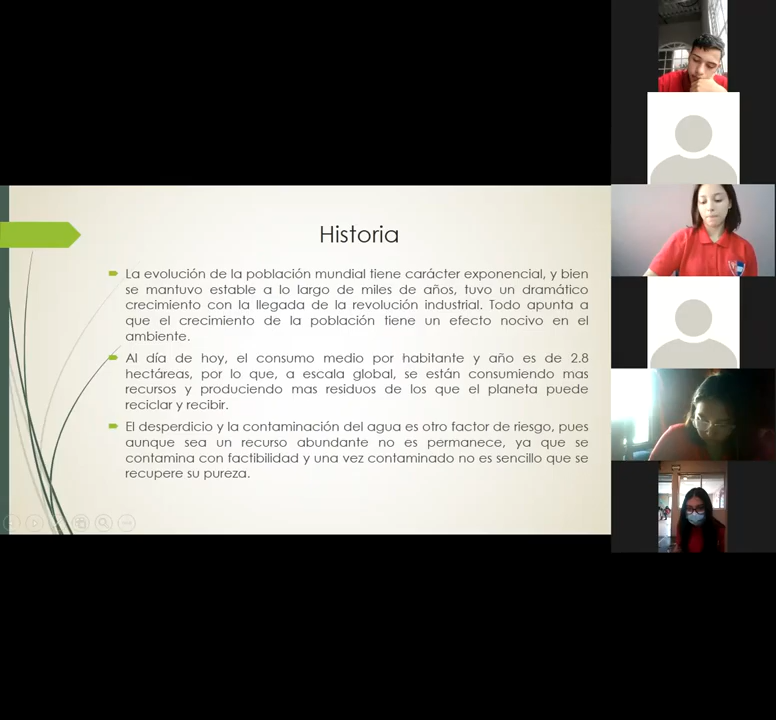 Historia
La evolución de la población mundial tiene carácter exponencial, y bien
se mantuvo estable a lo largo de miles de años, tuvo un dramático
crecimiento con la llegada de la revolución industrial. Todo apunta a
que el crecimiento de la población tiene un efecto nocivo en el
ambiente.
Al día de hoy, el consumo medio por habitante y año es de 2.8
hectáreas, por lo que, a escala global, se están consumiendo mas
recursos y produciendo mas residuos de los que el planeta puede
reciclar y recibir.
El desperdicio y la contaminación del agua es otro factor de riesgo, pues
aunque sea un recurso abundante no es permanece, ya que se
contamina con factibilidad y una vez contaminado no es sencillo que se
recupere su pureza.